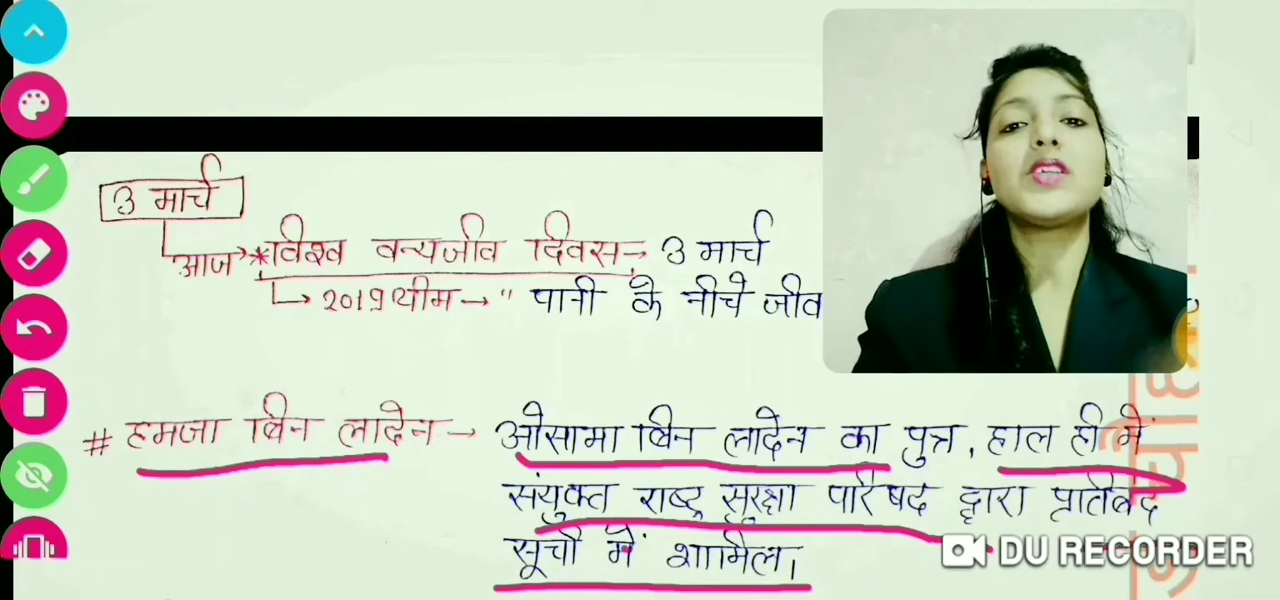 3 मार्च
आज → * विश्व वन्यजीव दिवस → 3 मार्च
↳ 2019 थीम → " पानी के नीचे जीव
# हमजा बिन लादेन → ओसामा बिन लादेन का पुत्र, हाल ही में
संयुक्त राष्ट्र सुरक्षा परिषद द्वारा प्रतिबंद
सूची में शामिल।
DU RECORDER